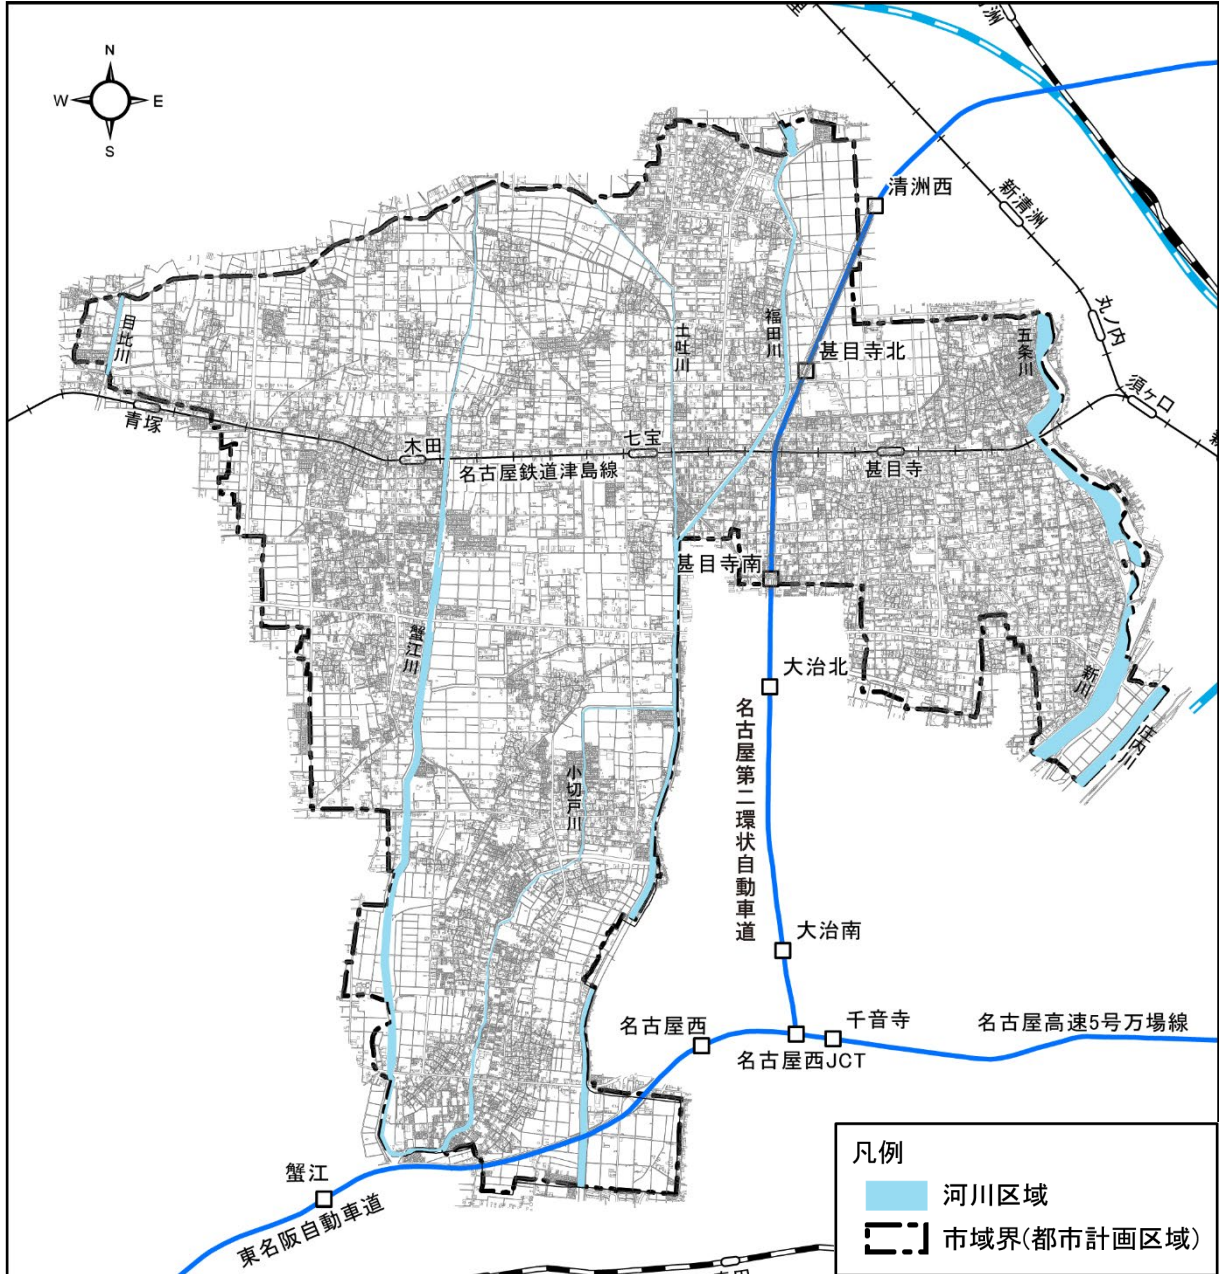 N
W
E
S
清洲西
新清洲
丸ノ内
須ケ口
目比川
土吐川
福田川
五条川
甚目寺北
青塚
木田
七宝
名古屋鉄道津島線
甚目寺
甚目寺南
蟹江川
大治北
新川
庄内川
名古屋第二環状自動車道
小切戸川
大治南
名古屋西
千音寺
名古屋高速5号万場線
名古屋西JCT
蟹江
東名阪自動車道
凡例
河川区域
市域界(都市計画区域)